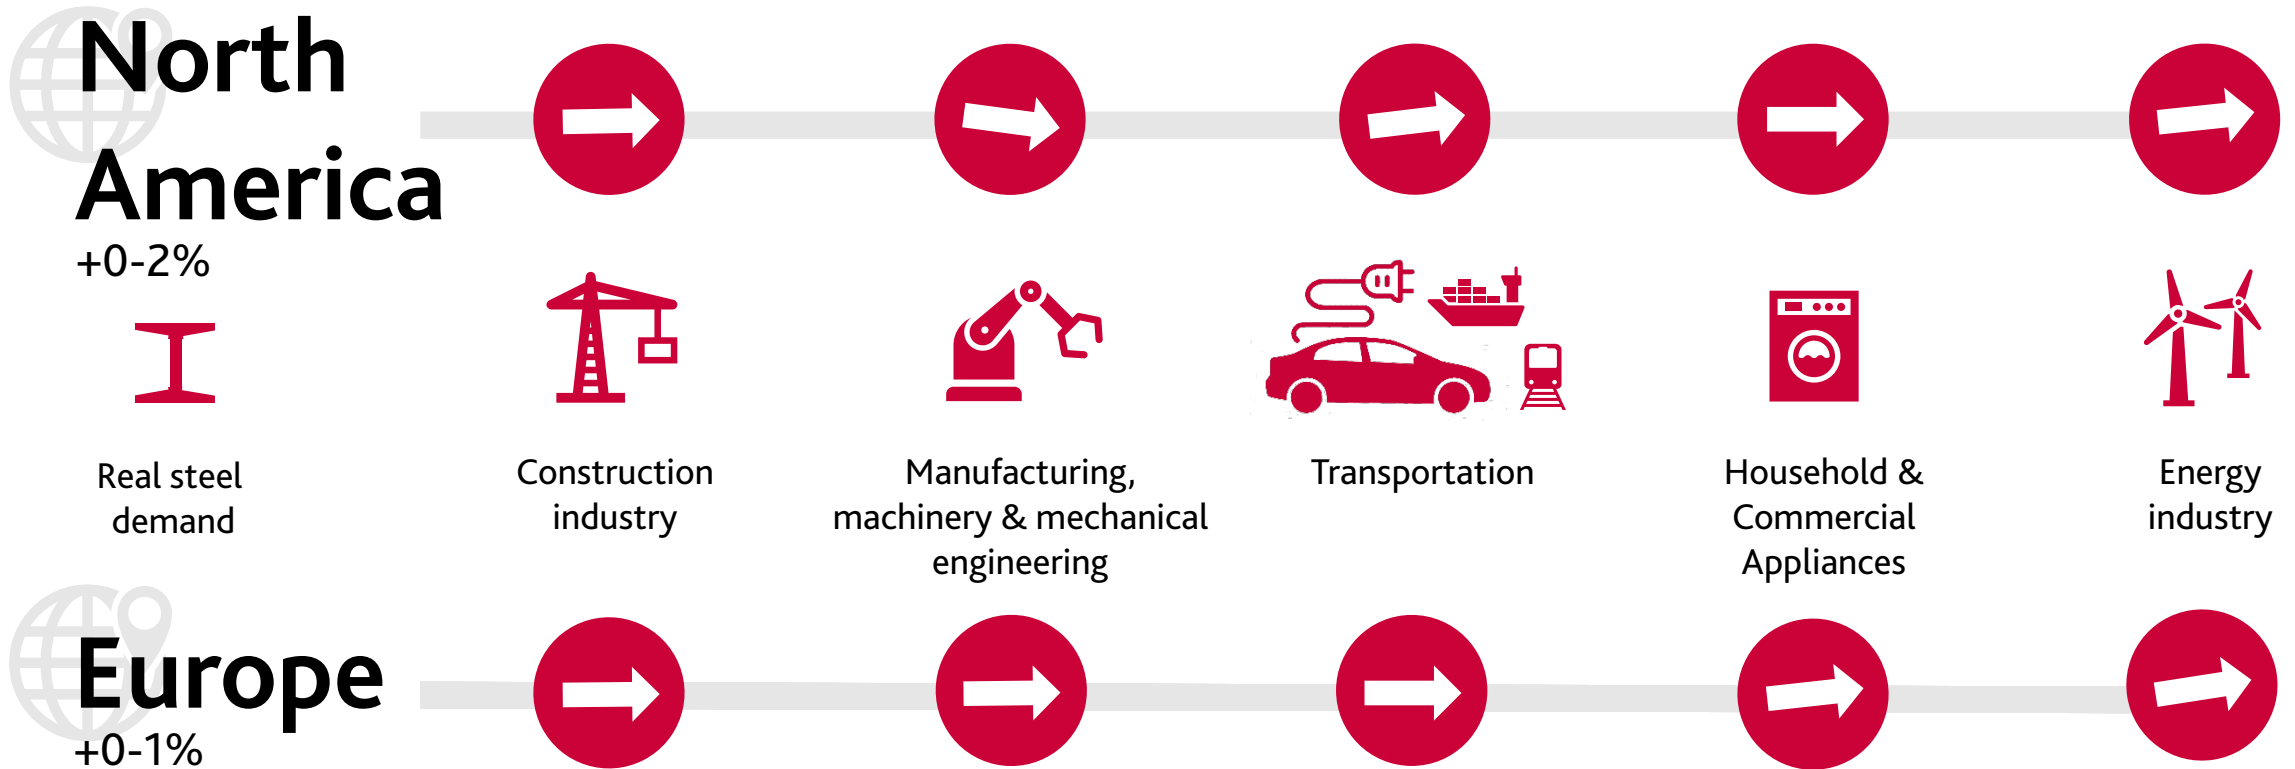 North
America
+0-2%
Real steel
demand
Construction
industry
Manufacturing,
machinery & mechanical
engineering
Transportation
Household &
Commercial
Appliances
Energy
industry
Europe
+0-1%